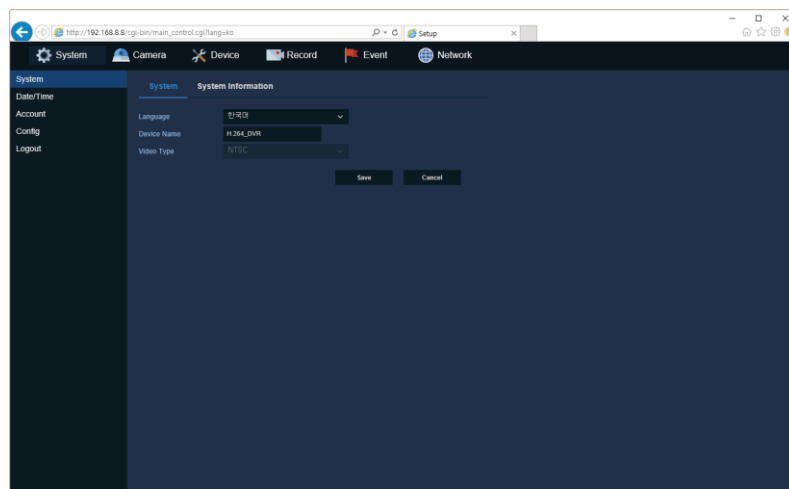 http://192.168.8.8/cgi-bin/main_control.cgi?lang=ko
Setup
System Camera Device Record Event Network
System
Date/Time
Account
Config
Logout
System System Information
Language 한국어
Device Name H.264_DVR
Video Type NTSC
Save Cancel